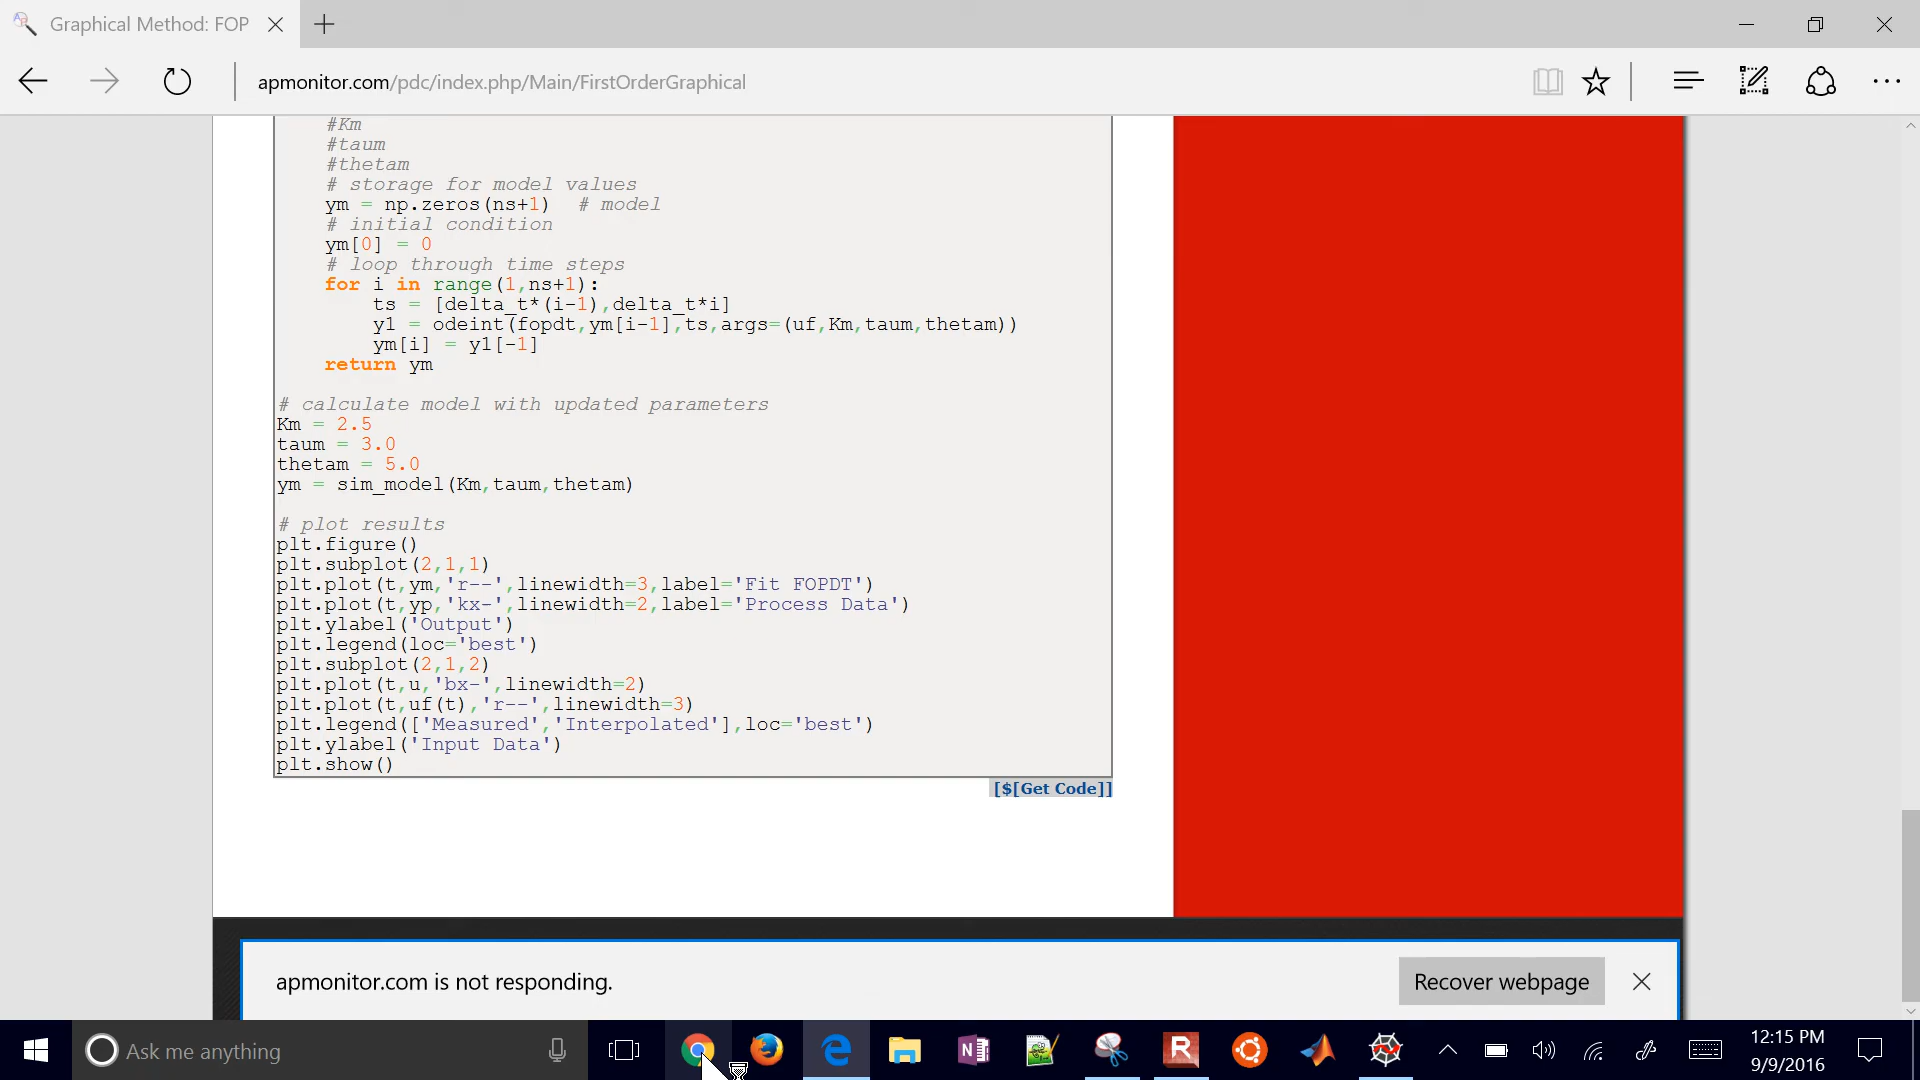 Graphical Method: FOP
apmonitor.com/pdc/index.php/Main/FirstOrderGraphical
#Km
#taum
#thetam
# storage for model values
ym = np.zeros(ns+1)  # model
# initial condition
ym[0] = 0
# loop through time steps
for i in range(1,ns+1):
ts = [delta_t*(i-1),delta_t*i]
y1 = odeint(fopdt,ym[i-1],ts,args=(uf,Km,taum,thetam))
ym[i] = y1[-1]
return ym
# calculate model with updated parameters
Km = 2.5
taum = 3.0
thetam = 5.0
ym = sim_model(Km,taum,thetam)
# plot results
plt.figure()
plt.subplot(2,1,1)
plt.plot(t,ym,'r--',linewidth=3,label='Fit FOPDT')
plt.plot(t,yp,'kx-',linewidth=2,label='Process Data')
plt.ylabel('Output')
plt.legend(loc='best')
plt.subplot(2,1,2)
plt.plot(t,u,'bx-',linewidth=2)
plt.plot(t,uf(t),'r--',linewidth=3)
plt.legend(['Measured','Interpolated'],loc='best')
plt.ylabel('Input Data')
plt.show()
[$[Get Code]]
apmonitor.com is not responding.
Recover webpage
Ask me anything
12:15 PM
9/9/2016